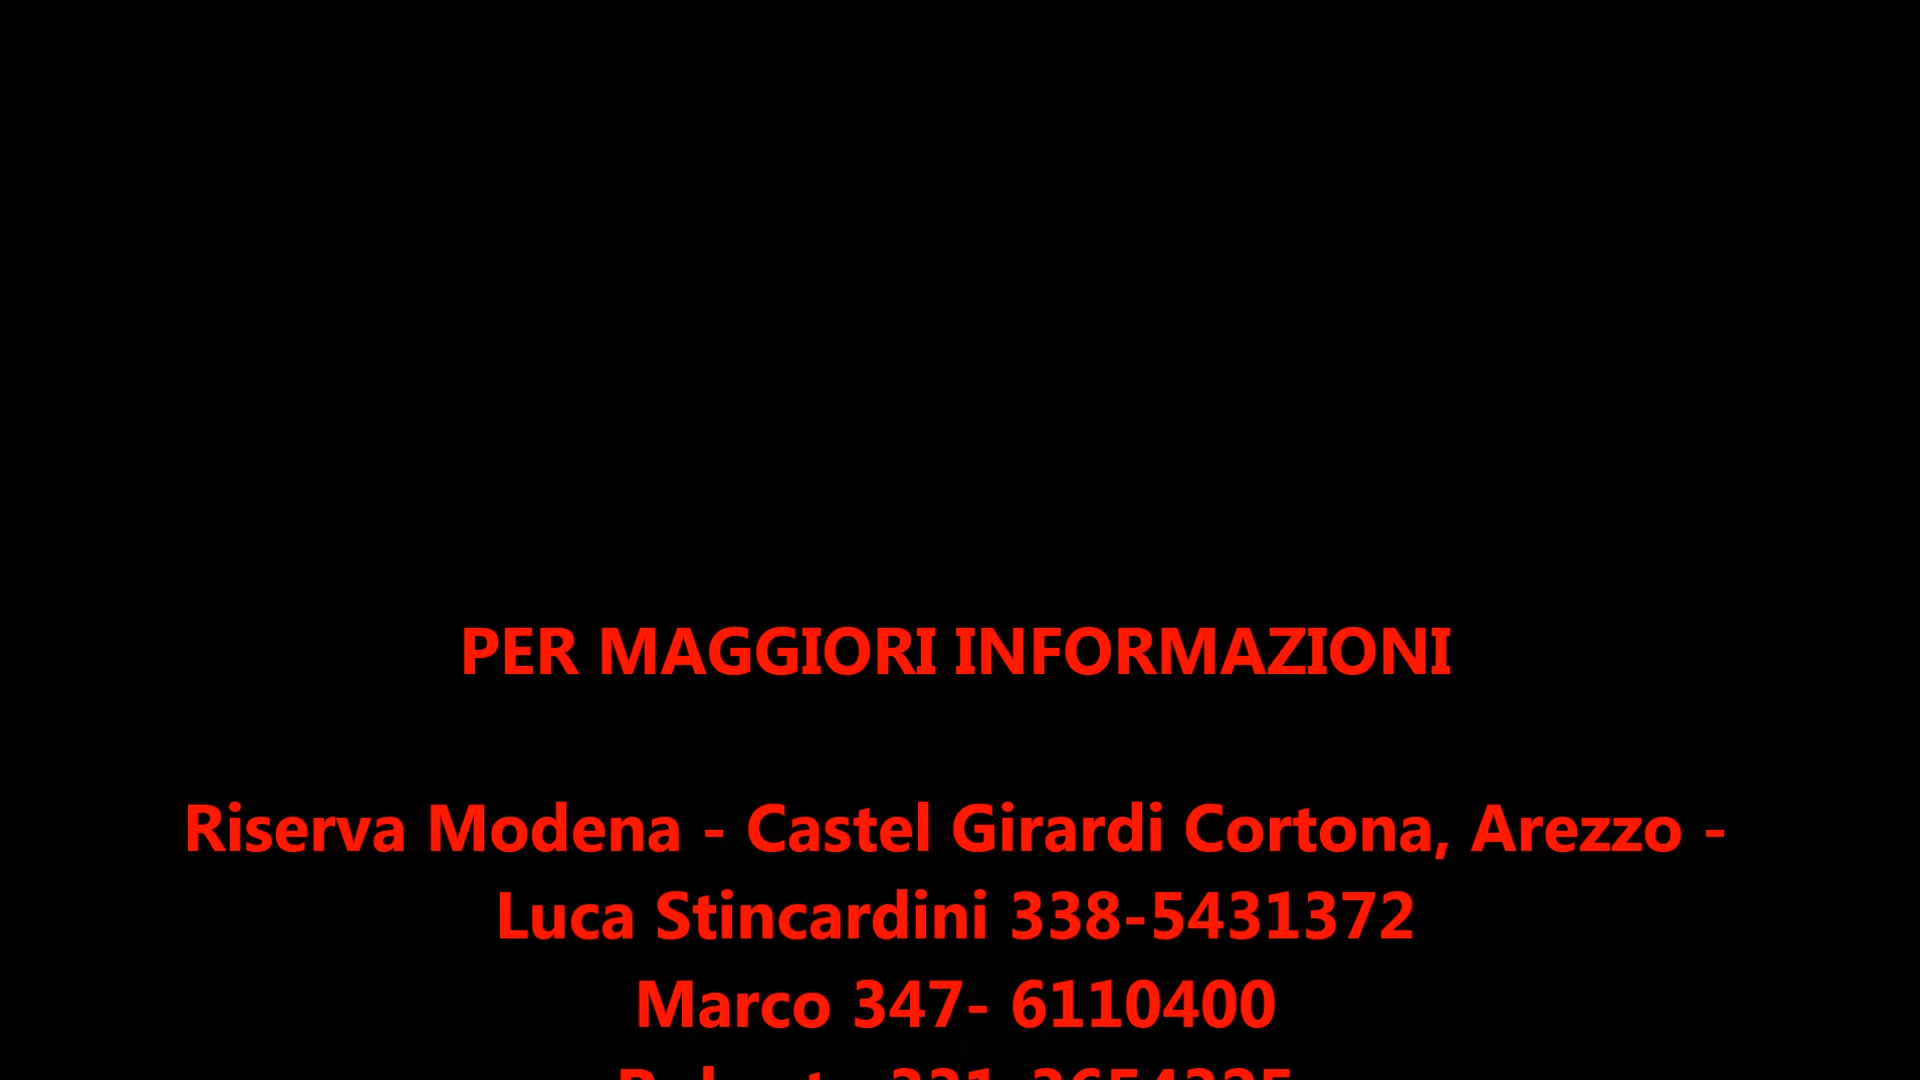 PER MAGGIORI INFORMAZIONI
Riserva Modena - Castel Girardi Cortona, Arezzo -
Luca Stincardini 338-5431372
Marco 347- 6110400